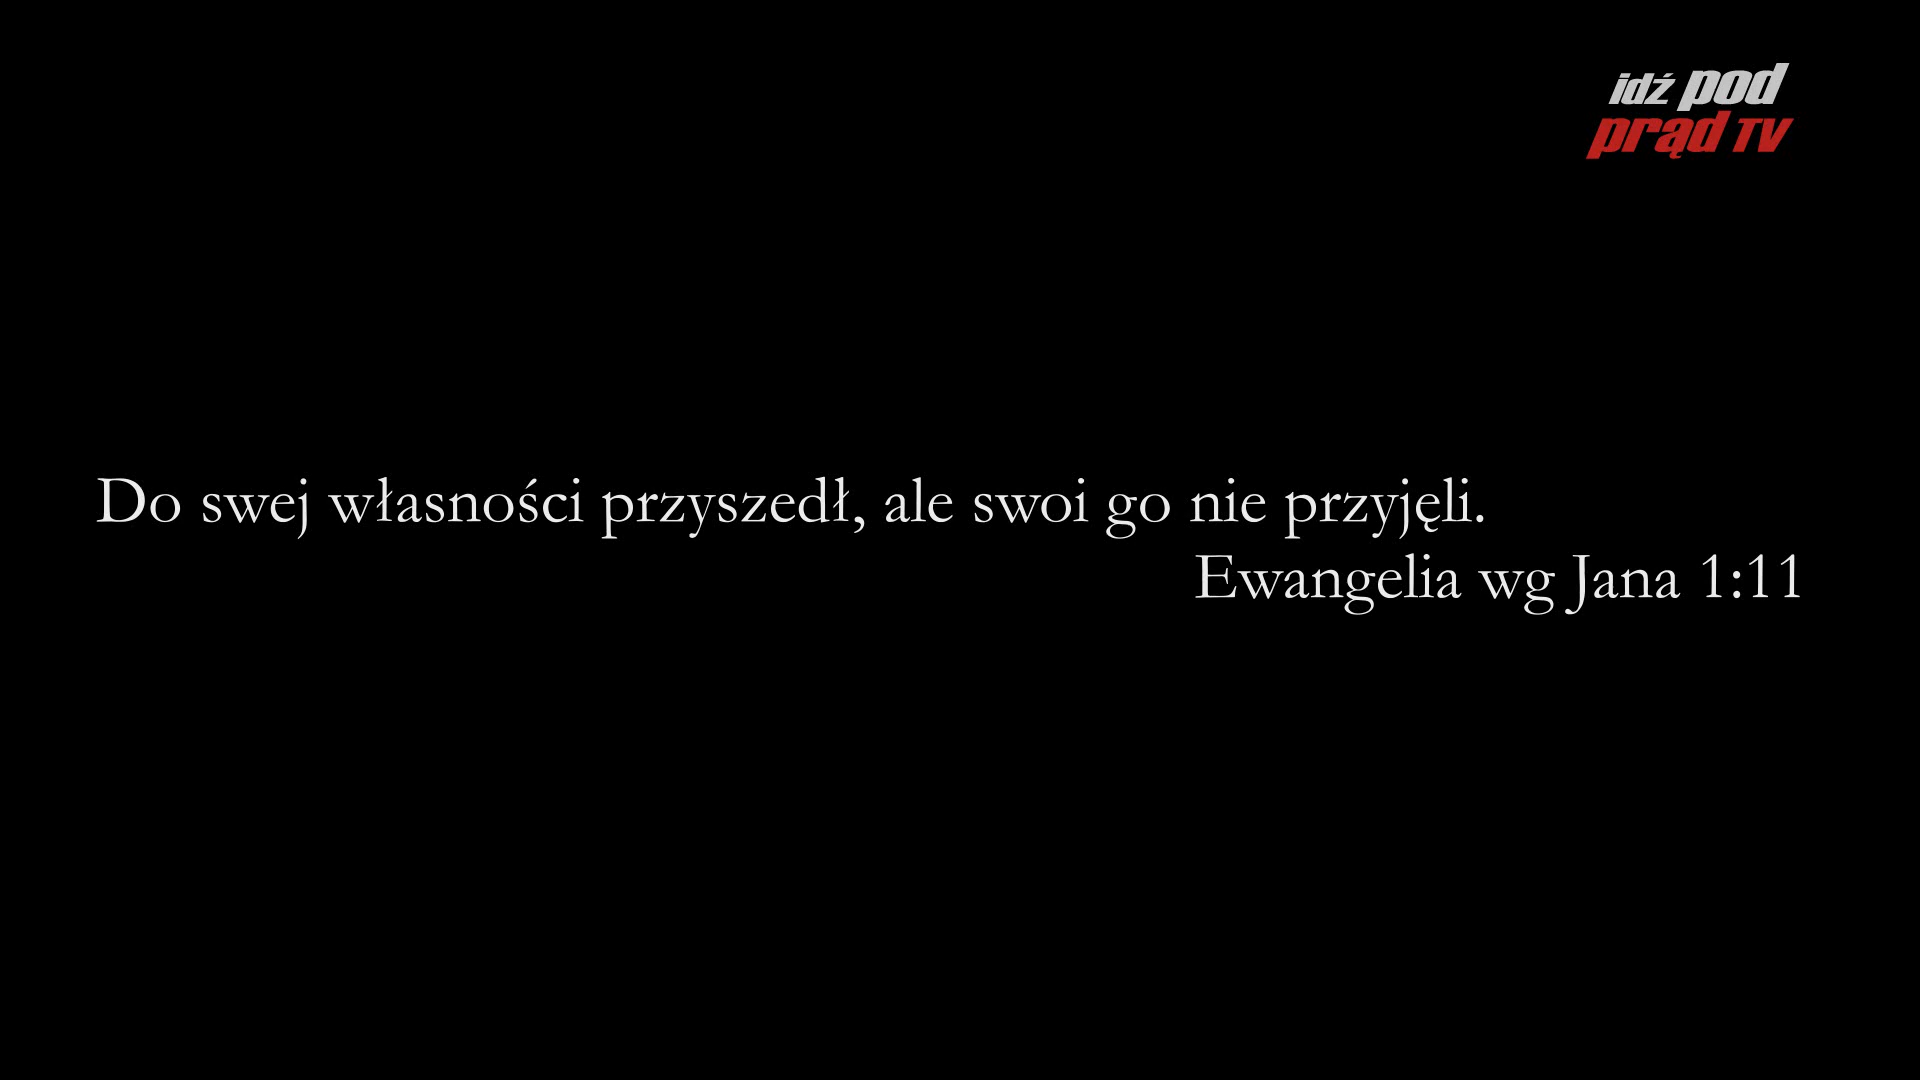 idź pod
prąd TV
Do swej własności przyszedł, ale swoi go nie przyjęli.
Ewangelia wg Jana 1:11